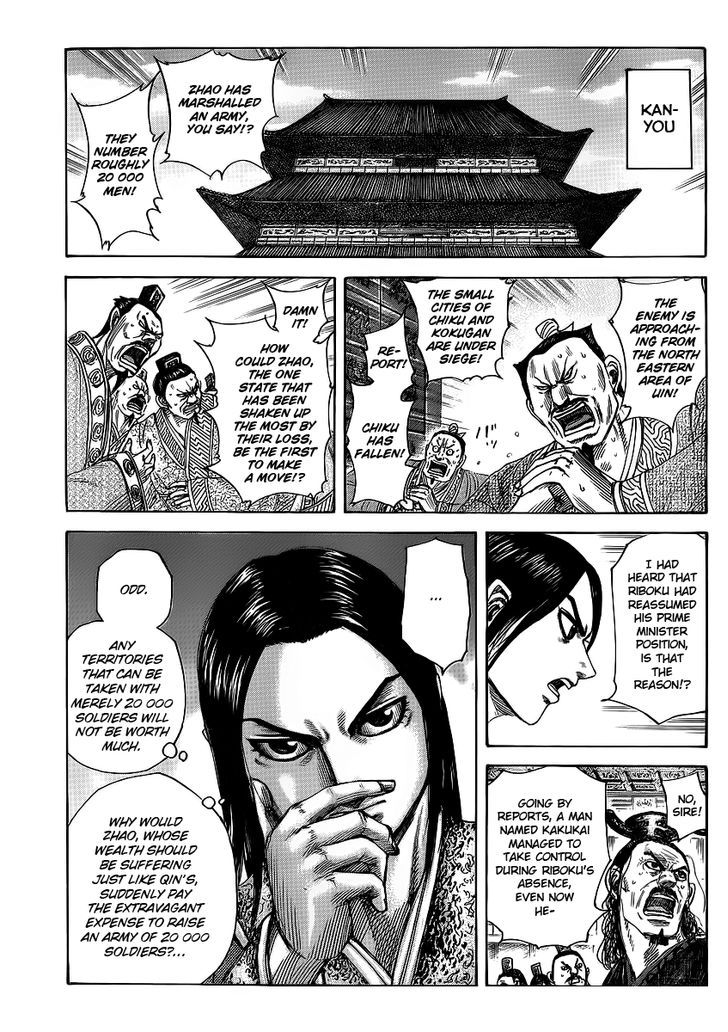 KAN-
YOU
ZHAO HAS
MARSHALLED
AN ARMY,
YOU SAY!?
THEY
NUMBER
ROUGHLY
20 000
MEN!
THE
ENEMY IS
APPROACH-
ING FROM
THE NORTH
EASTERN
AREA OF
UIN!
THE SMALL
CITIES OF
CHIKU AND
KOKUGAN
ARE UNDER
SIEGE!
RE-
PORT!
CHIKU
HAS
FALLEN!
DAMN
IT!
HOW
COULD ZHAO,
THE ONE
STATE THAT
HAS BEEN
SHAKEN UP
THE MOST BY
THEIR LOSS,
BE THE FIRST
TO MAKE
A MOVE!?
I HAD
HEARD THAT
RIBOKU HAD
REASSUMED
HIS PRIME
MINISTER
POSITION,
IS THAT
THE
REASON!?
NO,
SIRE!
GOING BY
REPORTS, A MAN
NAMED KAKUKAI
MANAGED TO
TAKE CONTROL
DURING RIBOKU'S
ABSENCE,
EVEN NOW
HE-
...
ODD.
ANY
TERRITORIES
THAT CAN BE
TAKEN WITH
MERELY 20 000
SOLDIERS WILL
NOT BE WORTH
MUCH.
WHY WOULD
ZHAO, WHOSE
WEALTH SHOULD
BE SUFFERING
JUST LIKE QIN'S,
SUDDENLY PAY
THE EXTRAVAGANT
EXPENSE TO RAISE
AN ARMY OF 20 000
SOLDIERS?...